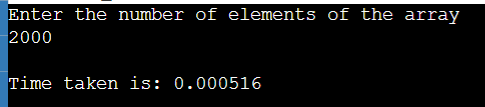 Enter the number of elements of the array
2000
Time taken is: 0.000516